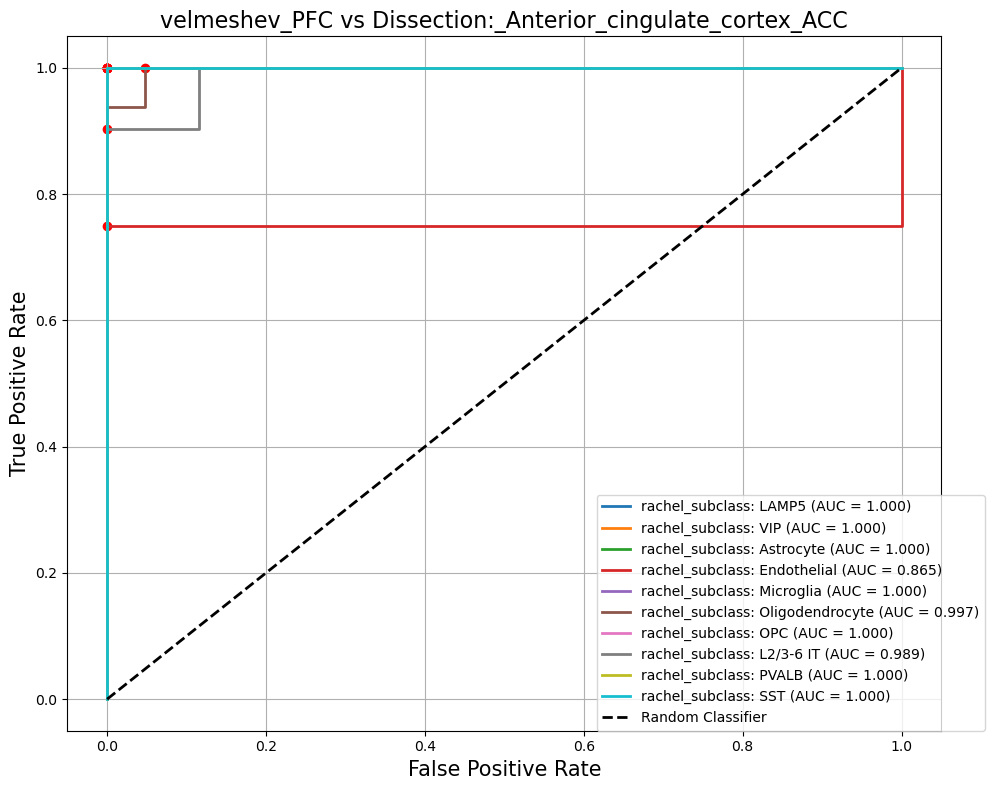 velmeshev_PFC vs Dissection:_Anterior_cingulate_cortex_ACC
True Positive Rate
1.0
0.8
0.6
0.4
0.2
0.0
rachel_subclass: LAMP5 (AUC = 1.000)
rachel_subclass: VIP (AUC = 1.000)
rachel_subclass: Astrocyte (AUC = 1.000)
rachel_subclass: Endothelial (AUC = 0.865)
rachel_subclass: Microglia (AUC = 1.000)
rachel_subclass: Oligodendrocyte (AUC = 0.997)
rachel_subclass: OPC (AUC = 1.000)
rachel_subclass: L2/3-6 IT (AUC = 0.989)
rachel_subclass: PVALB (AUC = 1.000)
rachel_subclass: SST (AUC = 1.000)
Random Classifier
0.0 0.2 0.4 0.6 0.8 1.0
False Positive Rate